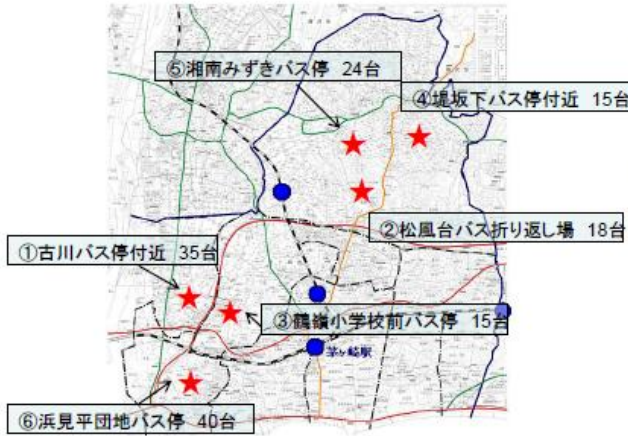 ⑤湘南みずきバス停 24台
④堤坂下バス停付近 15台
②松風台バス折り返し場 18台
①古川バス停付近 35台
③鶴嶺小学校前バス停 15台
茅ヶ崎駅
⑥浜見平団地バス停 40台